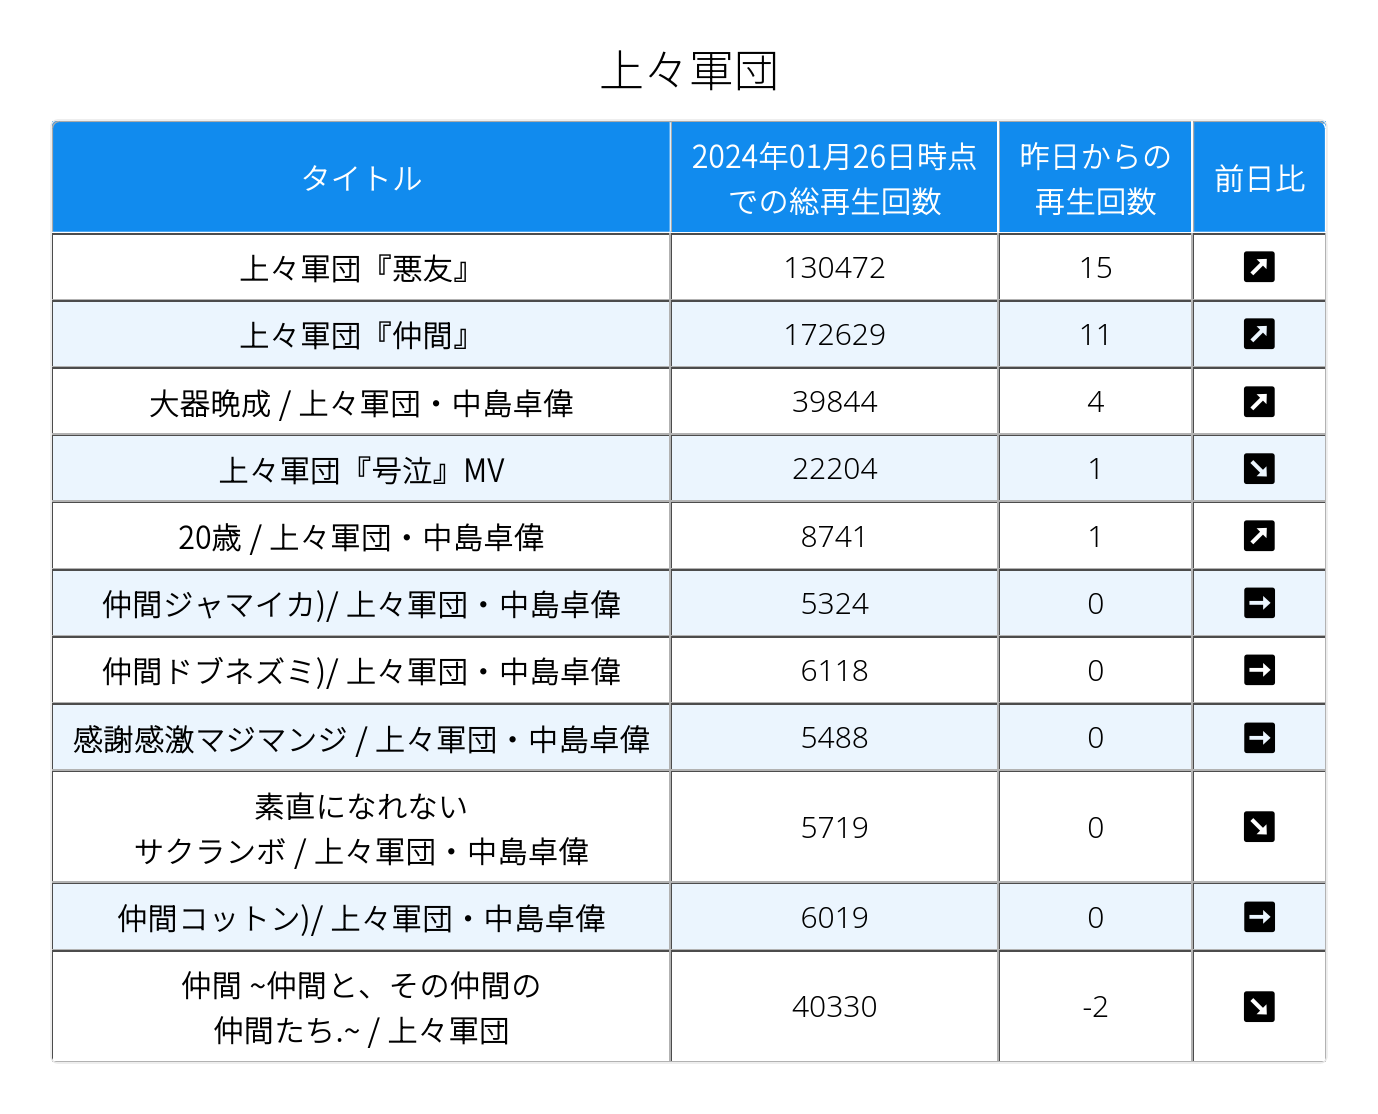 上々軍団
タイトル
2024年01月26日時点
での総再生回数
昨日からの
再生回数
前日比
上々軍団『悪友』 130472 15 ↗
上々軍団『仲間』 172629 11 ↗
大器晩成 / 上々軍団・中島卓偉 39844 4 ↗
上々軍団『号泣』MV 22204 1 ↘
20歳 / 上々軍団・中島卓偉 8741 1 ↗
仲間ジャマイカ)/ 上々軍団・中島卓偉 5324 0 →
仲間ドブネズミ)/ 上々軍団・中島卓偉 6118 0 →
感謝感激マジマンジ / 上々軍団・中島卓偉 5488 0 →
素直になれない
サクランボ / 上々軍団・中島卓偉 5719 0 ↘
仲間コットン)/ 上々軍団・中島卓偉 6019 0 →
仲間 ~仲間と、その仲間の
仲間たち.~ / 上々軍団 40330 -2 ↘